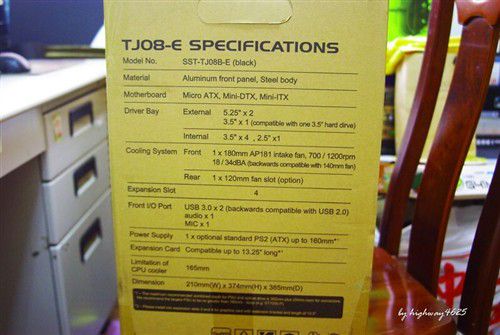 TJ08-E SPECIFICATIONS
Model No. SST-TJ08B-E (black)
Material Aluminum front panel, Steel body
Motherboard Micro ATX, Mini-DTX, Mini-ITX
Driver Bay External 5.25" x 2
3.5" x 1 (compatible with one 3.5" hard drive)
Internal 3.5" x 4 , 2.5" x1
Cooling System Front 1 x 180mm AP181 intake fan, 700 / 1200rpm
18 / 34dBA (backwards compatible with 140mm fan)
Rear 1 x 120mm fan slot (option)
Expansion Slot 4
Front I/O Port USB 3.0 x 2 (backwards compatible with USB 2.0)
audio x 1
MIC x 1
Power Supply 1 x optional standard PS2 (ATX) up to 160mm*
Expansion Card Compatible up to 13.25" long*
Limitation of
CPU cooler 165mm
Dimension 210mm(W) x 374mm(H) x 385mm(D)
by highway4625